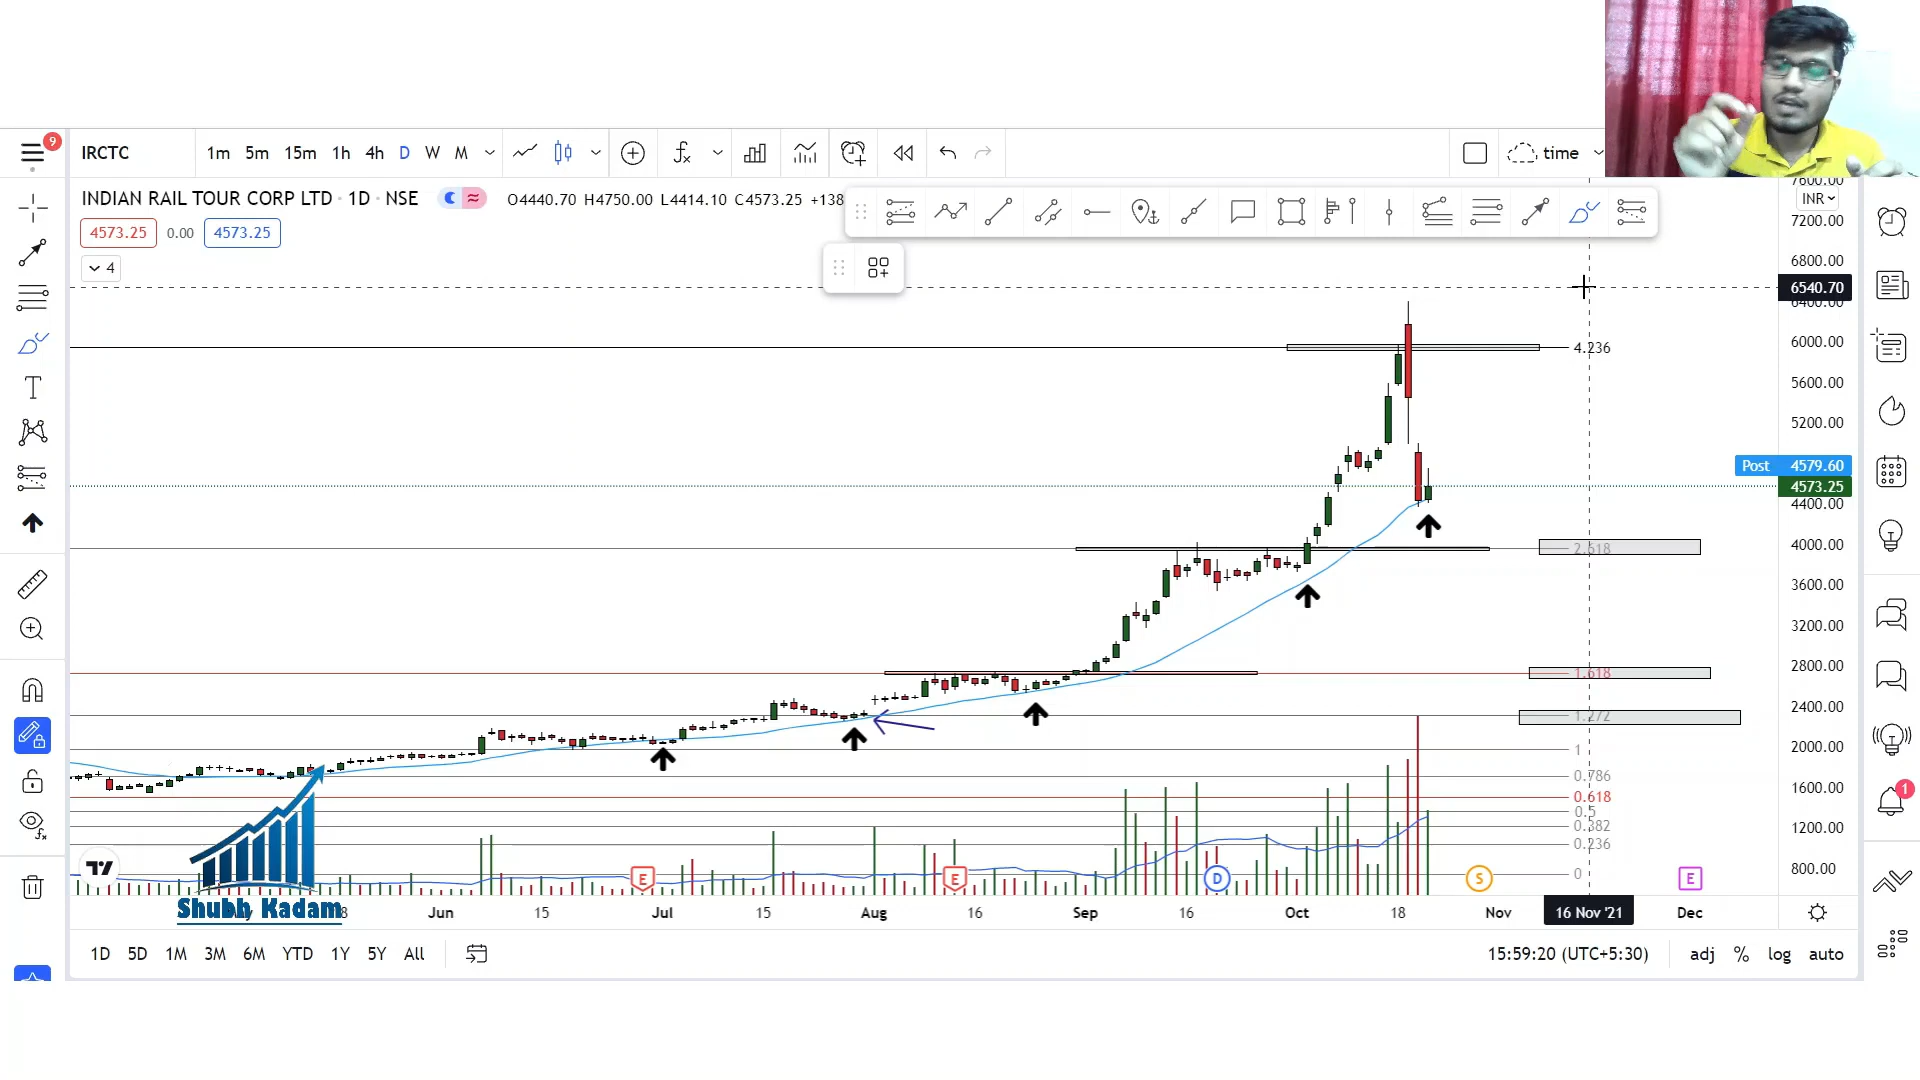 9
IRCTC
1m 5m 15m 1h 4h D W M
time
INDIAN RAIL TOUR CORP LTD · 1D · NSE
O4440.70 H4750.00 L4414.10 C4573.25 +138
INR
4573.25 0.00 4573.25
4
7600.00
7200.00
6800.00
6540.70
6400.00
4.236
6000.00
5600.00
5200.00
Post 4579.60
4573.25
4400.00
2.618
4000.00
3600.00
3200.00
1.618
2800.00
1.272
2400.00
1
2000.00
0.786
0.618
1600.00
0.5
0.382
1200.00
0.236
0
800.00
E E D S E
1
T
Shubh Kadam
8 Jun 15 Jul 15 Aug 16 Sep 16 Oct 18 Nov 16 Nov '21 Dec
1D 5D 1M 3M 6M YTD 1Y 5Y All
15:59:20 (UTC+5:30) adj % log auto